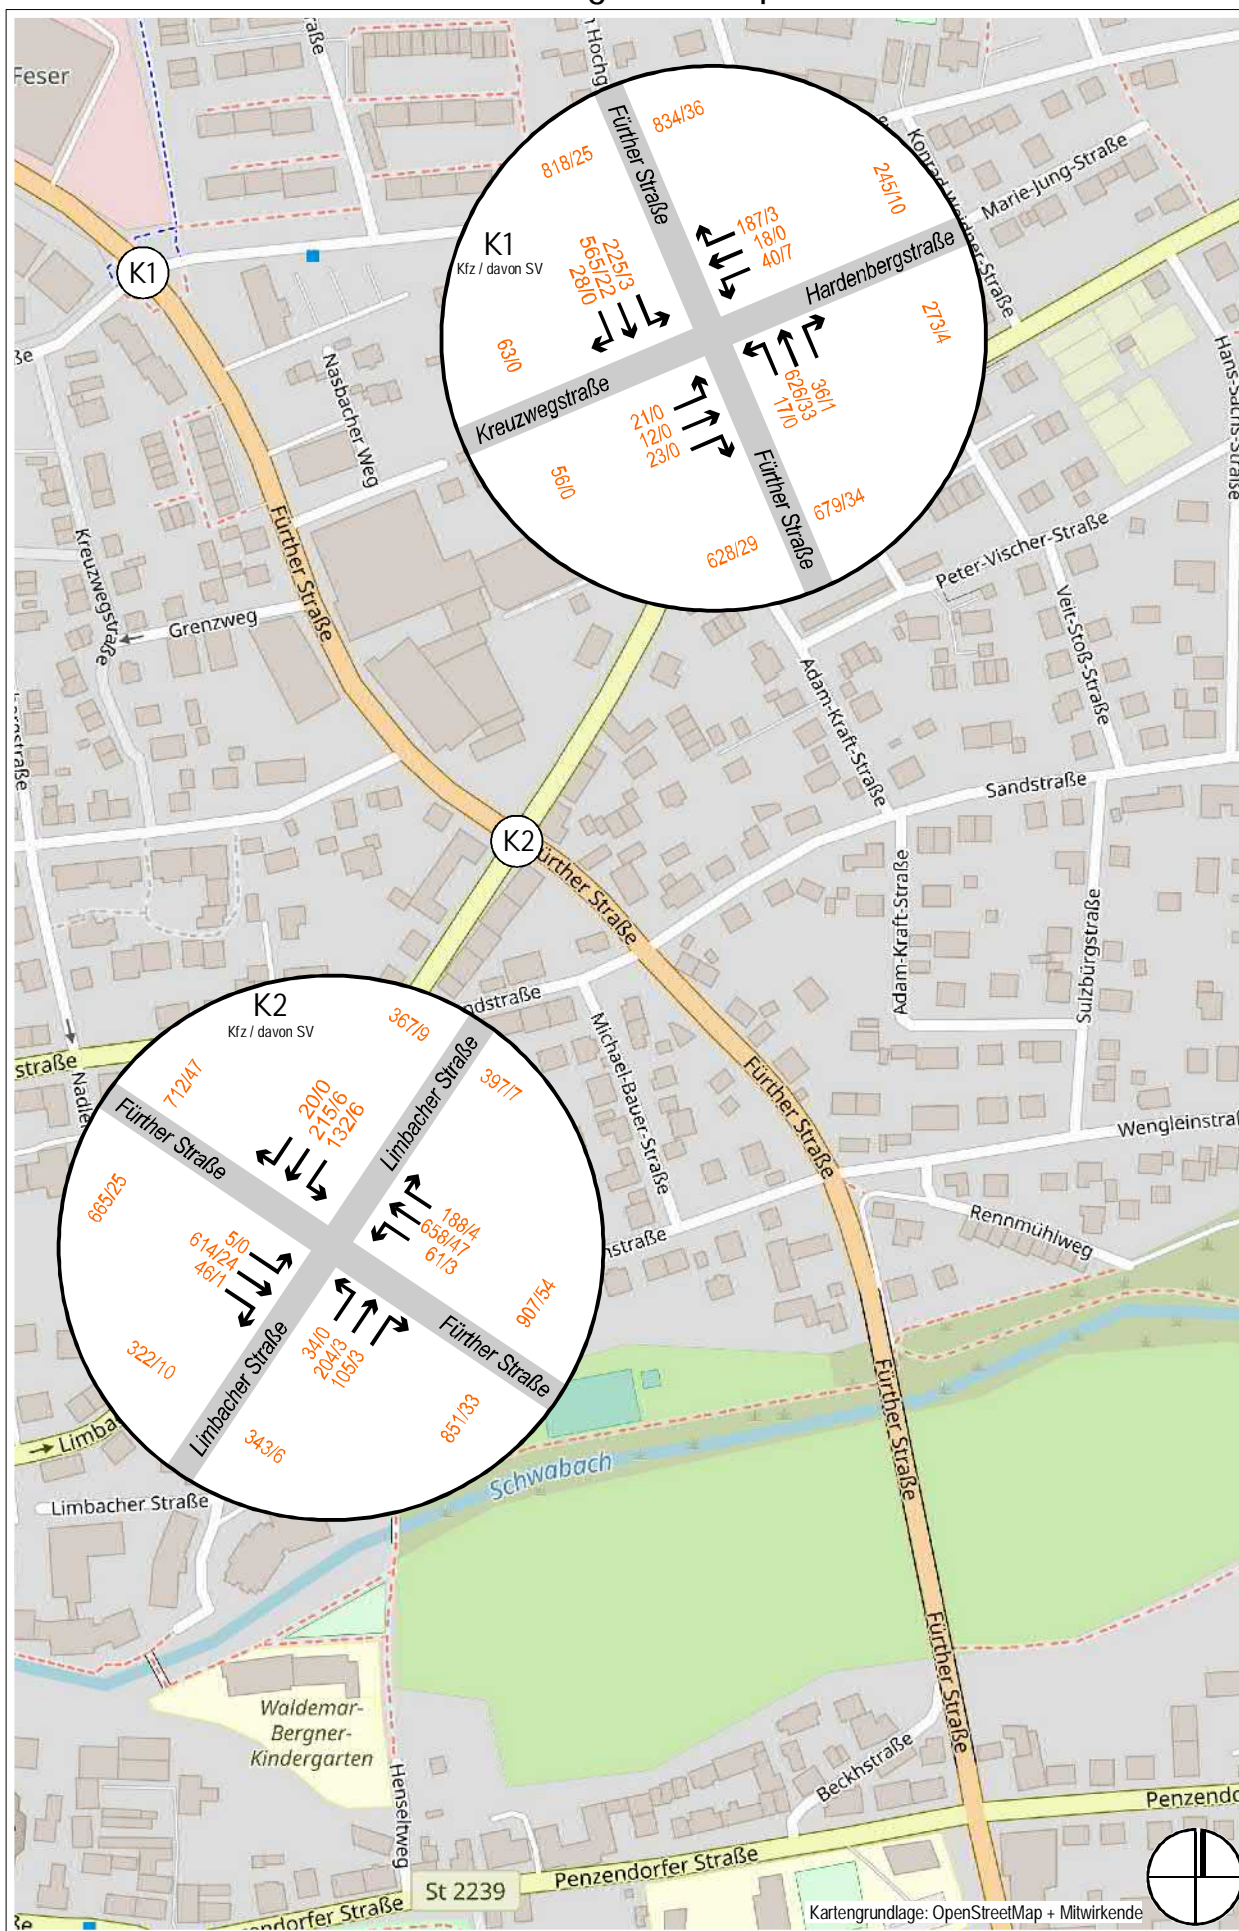 Feser
K1
Fürther Straße
834/36
818/25
245/10
K1
Kfz / davon SV
187/3
18/0
40/7
225/3
565/22
28/0
Hardenbergstraße
Marie-Jung-Straße
63/0
273/4
Kreuzwegstraße
21/0
12/0
23/0
36/1
626/33
17/0
56/0
Fürther Straße
679/34
628/29
Nasbacher Weg
Fürther Straße
Kreuzwegstraße
Grenzweg
Peter-Vischer-Straße
Veit-Stoß-Straße
Hans-Sachs-Straße
Adam-Kraft-Straße
Sandstraße
K2
Fürther Straße
Adam-Kraft-Straße
Sulzbürgstraße
K2
Kfz / davon SV
367/9
397/7
712/47
Limbacher Straße
Fürther Straße
20/0
215/6
132/6
665/25
5/0
614/24
46/1
188/4
658/47
61/3
34/0
204/3
105/3
907/54
Fürther Straße
322/10
Limbacher Straße
343/6
851/33
Michael-Bauer-Straße
Fürther Straße
Rennmühlweg
Limbacher Straße
Schwabach
Fürther Straße
Fürther Straße
Waldemar-
Bergner-
Kindergarten
Henseltweg
Beckhstraße
Penzendorfer Straße
St 2239
Kartengrundlage: OpenStreetMap + Mitwirkende